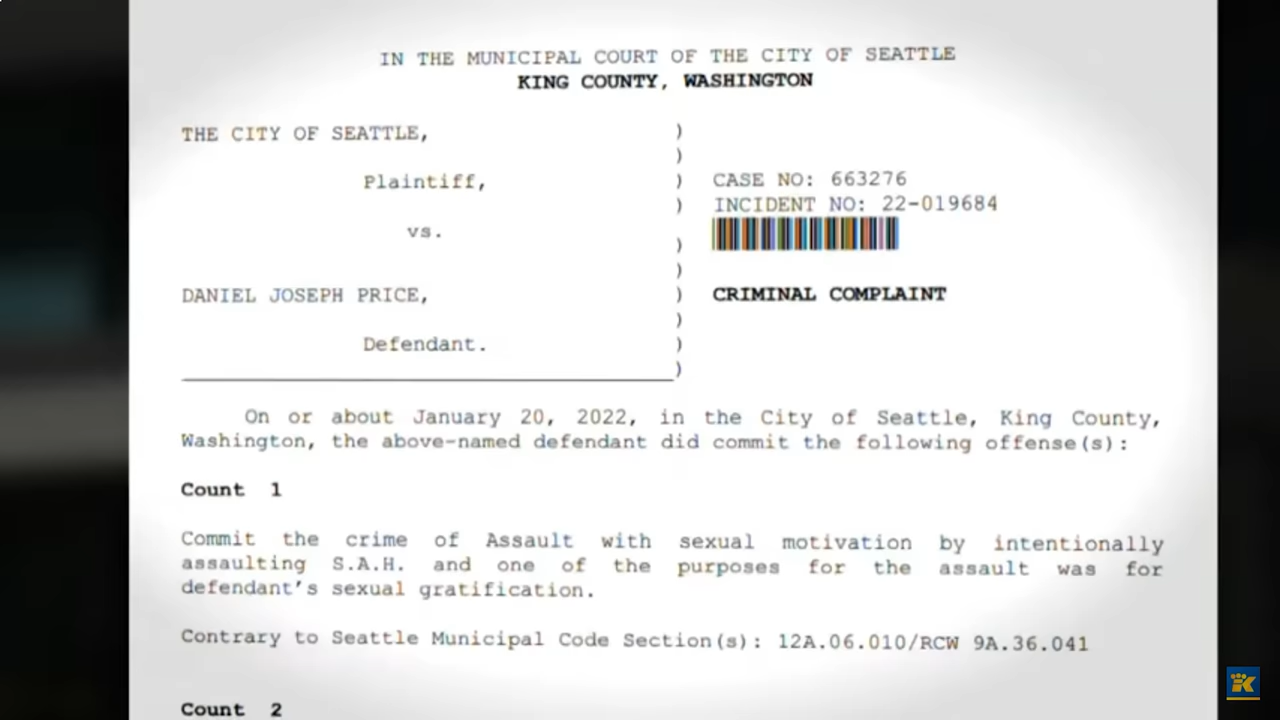 IN THE MUNICIPAL COURT OF THE CITY OF SEATTLE
KING COUNTY, WASHINGTON
THE CITY OF SEATTLE,
Plaintiff,
vs.
DANIEL JOSEPH PRICE,
Defendant.
)
)
)
)
)
)
)
)
)
)
CASE NO: 663276
INCIDENT NO: 22-019684
CRIMINAL COMPLAINT
On or about January 20, 2022, in the City of Seattle, King County,
Washington, the above-named defendant did commit the following offense(s):
Count 1
Commit the crime of Assault with sexual motivation by intentionally
assaulting S.A.H. and one of the purposes for the assault was for
defendant's sexual gratification.
Contrary to Seattle Municipal Code Section(s): 12A.06.010/RCW 9A.36.041
Count 2
K